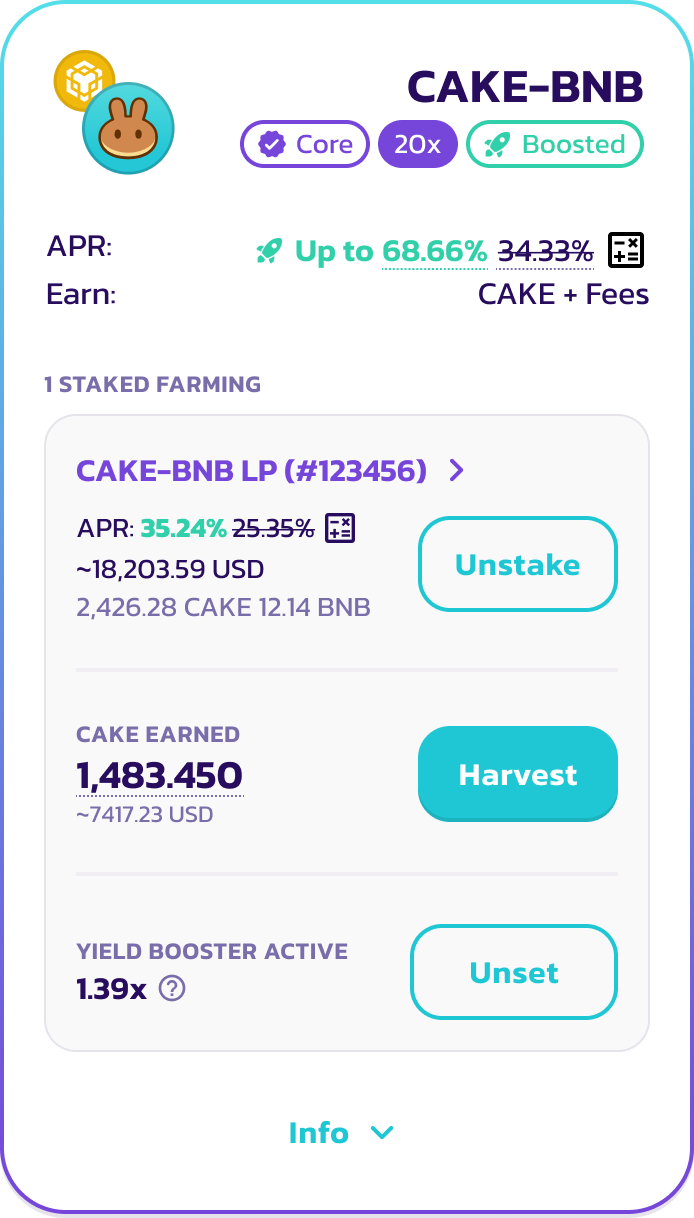 CAKE-BNB
Core 20x Boosted
APR: Up to 68.66% 34.33%
Earn: CAKE + Fees
1 STAKED FARMING
CAKE-BNB LP (#123456)
APR: 35.24% 25.35%
~18,203.59 USD
2,426.28 CAKE 12.14 BNB
Unstake
CAKE EARNED
1,483.450
~7417.23 USD
Harvest
YIELD BOOSTER ACTIVE
1.39x
Unset
Info